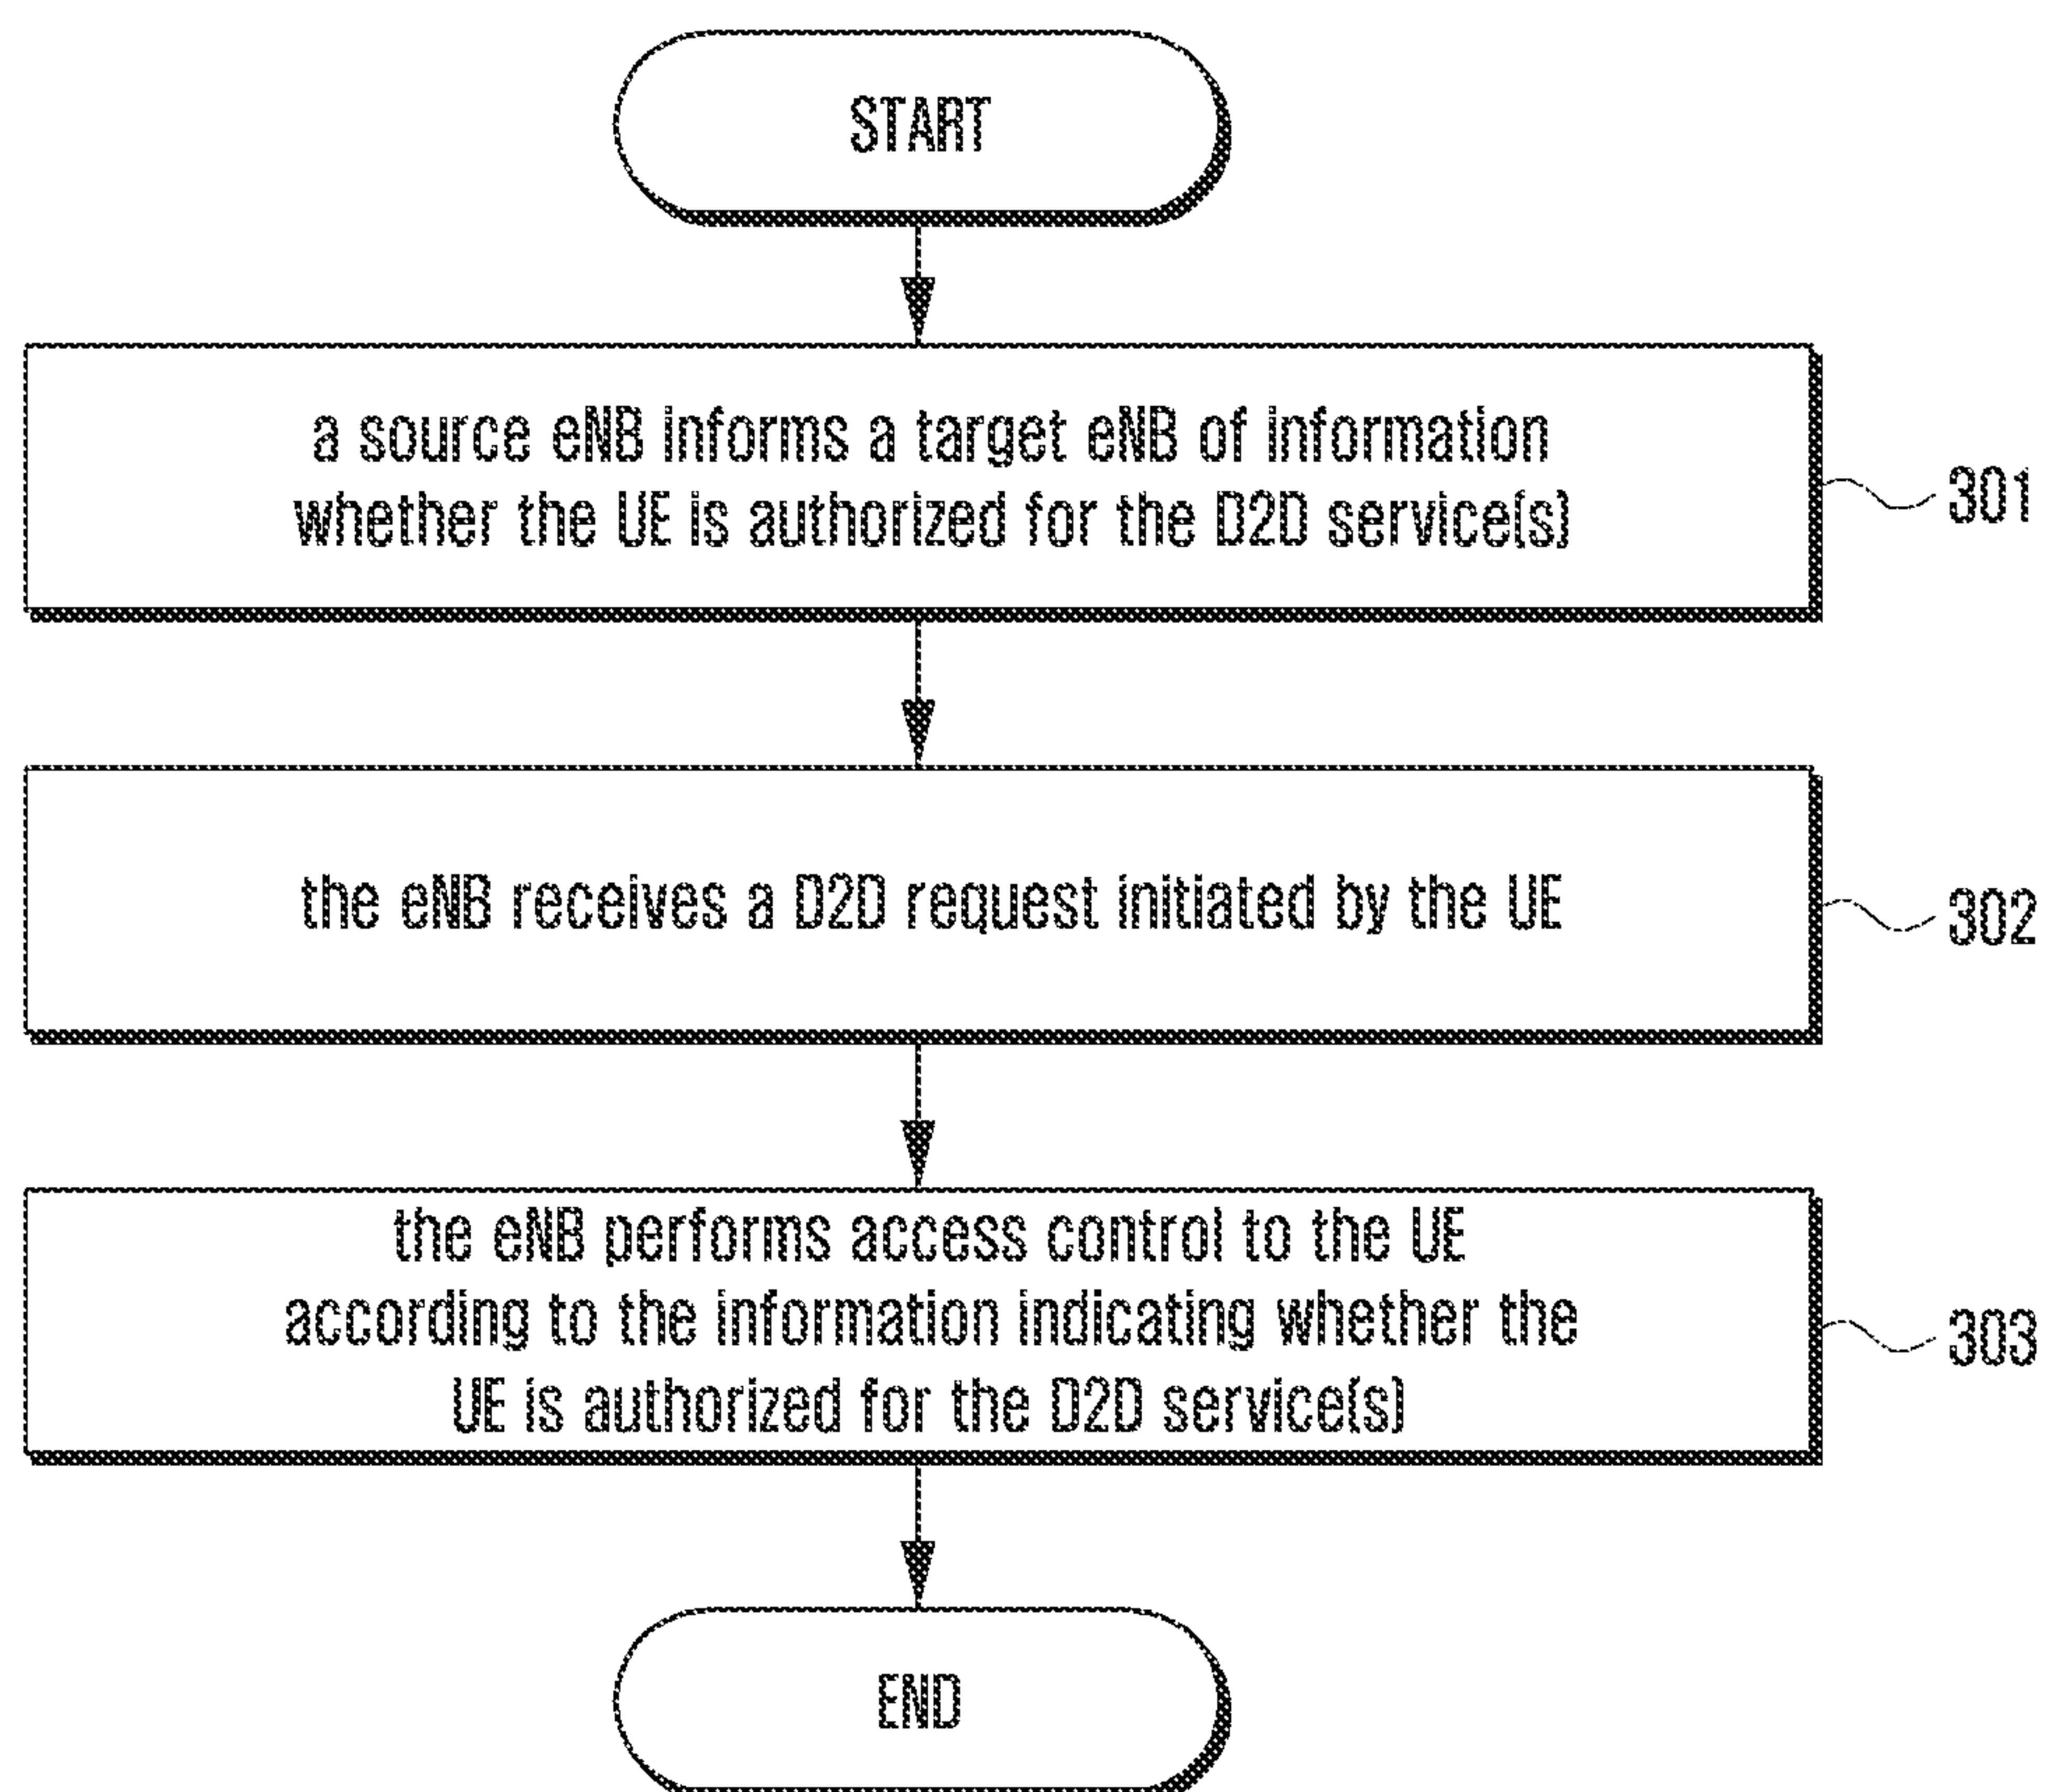 START
a source eNB informs a target eNB of information
whether the UE is authorized for the D2D service(s)
301
the eNB receives a D2D request initiated by the UE
302
the eNB performs access control to the UE
according to the information indicating whether the
UE is authorized for the D2D service(s)
303
END